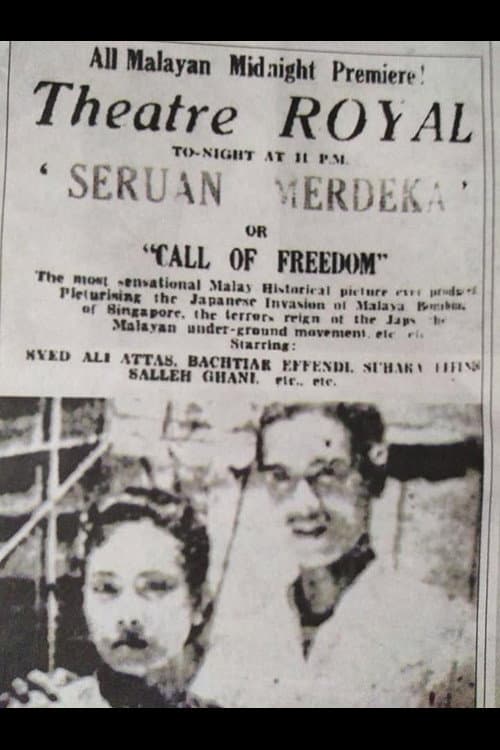 All Malayan Midnight Premiere!
Theatre ROYAL
TO-NIGHT AT 11 P.M.
'SERUAN MERDEKA'
OR
"CALL OF FREEDOM"
The most sensational Malay Historical picture ever
Picturising the Japanese Invasion of Malaya
of Singapore, the terrors reign of the Japs the
Malayan under-ground movement, etc etc
Starring:
SYED ALI ATTAS, BACHTIAR EFFENDI,
SALLEH GHANI, etc., etc.